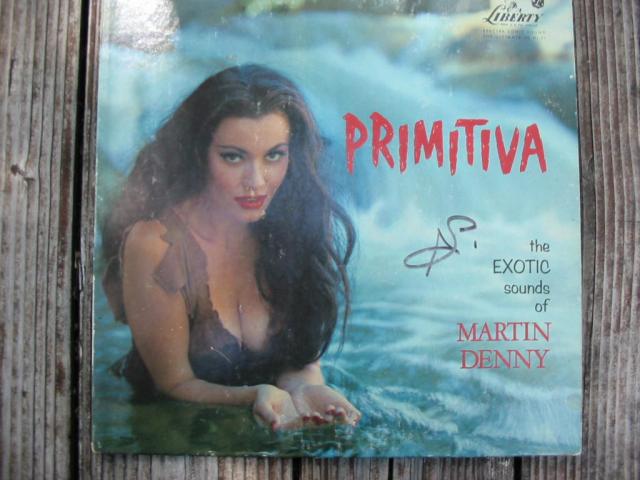 LIBERTY
PRIMITIVA
the
EXOTIC
sounds
of
MARTIN
DENNY